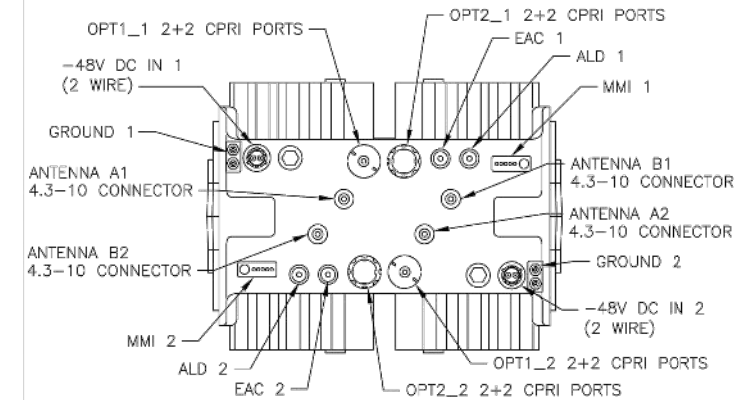 OPT1_1 2+2 CPRI PORTS
OPT2_1 2+2 CPRI PORTS
EAC 1
ALD 1
MMI 1
-48V DC IN 1
(2 WIRE)
GROUND 1
ANTENNA A1
4.3-10 CONNECTOR
ANTENNA B1
4.3-10 CONNECTOR
ANTENNA A2
4.3-10 CONNECTOR
ANTENNA B2
4.3-10 CONNECTOR
GROUND 2
-48V DC IN 2
(2 WIRE)
MMI 2
ALD 2
EAC 2
OPT1_2 2+2 CPRI PORTS
OPT2_2 2+2 CPRI PORTS